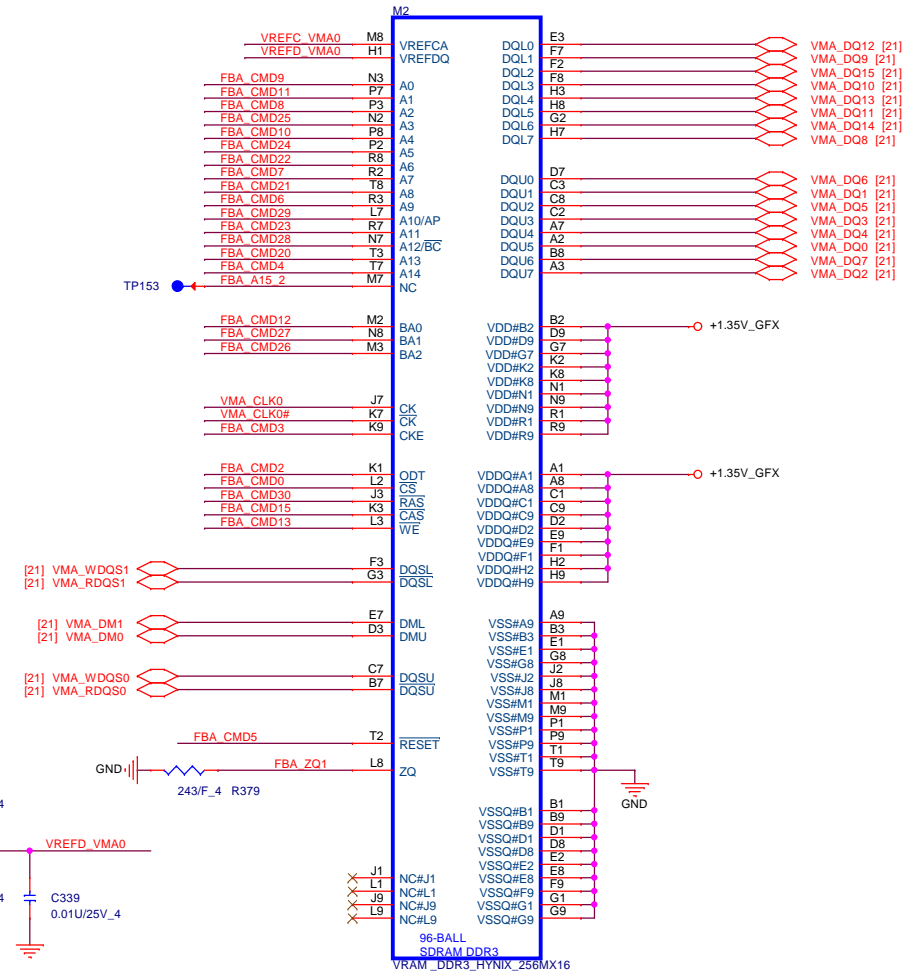 M2
VREFC_VMA0 M8 VREFCA DQL0 E3 VMA_DQ12 [21]
VREFD_VMA0 H1 VREFDQ DQL1 F7 VMA_DQ9 [21]
DQL2 F2 VMA_DQ15 [21]
FBA_CMD9 N3 A0 DQL3 F8 VMA_DQ10 [21]
FBA_CMD11 P7 A1 DQL4 H3 VMA_DQ13 [21]
FBA_CMD8 P3 A2 DQL5 H8 VMA_DQ11 [21]
FBA_CMD25 N2 A3 DQL6 G2 VMA_DQ14 [21]
FBA_CMD10 P8 A4 DQL7 H7 VMA_DQ8 [21]
FBA_CMD24 P2 A5
FBA_CMD22 R8 A6
FBA_CMD7 R2 A7 DQU0 D7 VMA_DQ6 [21]
FBA_CMD21 T8 A8 DQU1 C3 VMA_DQ1 [21]
FBA_CMD6 R3 A9 DQU2 C8 VMA_DQ5 [21]
FBA_CMD29 L7 A10/AP DQU3 C2 VMA_DQ3 [21]
FBA_CMD23 R7 A11 DQU4 A7 VMA_DQ4 [21]
FBA_CMD28 N7 A12/BC DQU5 A2 VMA_DQ0 [21]
FBA_CMD20 T3 A13 DQU6 B8 VMA_DQ7 [21]
FBA_CMD4 T7 A14 DQU7 A3 VMA_DQ2 [21]
TP153 FBA_A15_2 M7 NC
FBA_CMD12 M2 BA0 VDD#B2 B2 +1.35V_GFX
FBA_CMD27 N8 BA1 VDD#D9 D9
FBA_CMD26 M3 BA2 VDD#G7 G7
VDD#K2 K2
VDD#K8 K8
VDD#N1 N1
VMA_CLK0 J7 CK VDD#N9 N9
VMA_CLK0# K7 CK VDD#R1 R1
FBA_CMD3 K9 CKE VDD#R9 R9
FBA_CMD2 K1 ODT VDDQ#A1 A1 +1.35V_GFX
FBA_CMD0 L2 CS VDDQ#A8 A8
FBA_CMD30 J3 RAS VDDQ#C1 C1
FBA_CMD15 K3 CAS VDDQ#C9 C9
FBA_CMD13 L3 WE VDDQ#D2 D2
VDDQ#E9 E9
VDDQ#F1 F1
[21] VMA_WDQS1 F3 DQSL VDDQ#H2 H2
[21] VMA_RDQS1 G3 DQSL VDDQ#H9 H9
[21] VMA_DM1 E7 DML VSS#A9 A9
[21] VMA_DM0 D3 DMU VSS#B3 B3
VSS#E1 E1
VSS#G8 G8
[21] VMA_WDQS0 C7 DQSU VSS#J2 J2
[21] VMA_RDQS0 B7 DQSU VSS#J8 J8
VSS#M1 M1
VSS#M9 M9
VSS#P1 P1
FBA_CMD5 T2 RESET VSS#P9 P9
VSS#T1 T1
GND FBA_ZQ1 L8 ZQ VSS#T9 T9
243/F_4 R379
GND
4
VSSQ#B1 B1
VSSQ#B9 B9
VSSQ#D1 D1
VREFD_VMA0 VSSQ#D8 D8
VSSQ#E2 E2
NC#J1 J1 VSSQ#E8 E8
NC#L1 L1 VSSQ#F9 F9
4 C339 NC#J9 J9 VSSQ#G1 G1
0.01U/25V_4 NC#L9 L9 VSSQ#G9 G9
96-BALL
SDRAM DDR3
VRAM _DDR3_HYNIX_256MX16